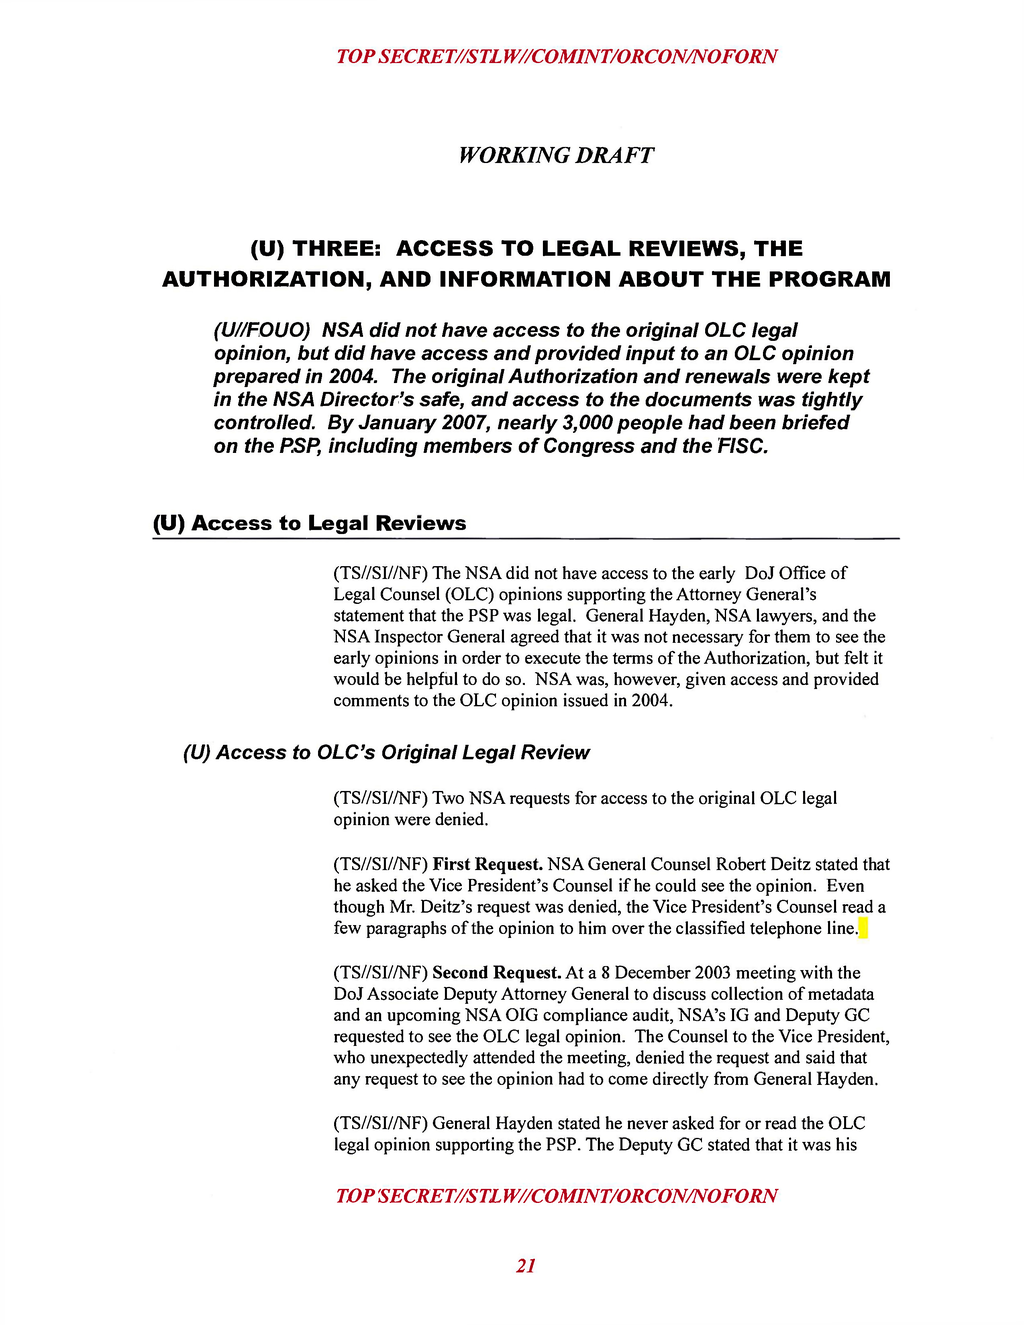 TOP SECRET//STLW//COMINT/ORCON/NOFORN
WORKING DRAFT
(U) THREE: ACCESS TO LEGAL REVIEWS, THE
AUTHORIZATION, AND INFORMATION ABOUT THE PROGRAM
(U//FOUO) NSA did not have access to the original OLC legal
opinion, but did have access and provided input to an OLC opinion
prepared in 2004. The original Authorization and renewals were kept
in the NSA Director's safe, and access to the documents was tightly
controlled. By January 2007, nearly 3,000 people had been briefed
on the PSP, including members of Congress and the FISC.
(U) Access to Legal Reviews
(TS//SI//NF) The NSA did not have access to the early DoJ Office of
Legal Counsel (OLC) opinions supporting the Attorney General's
statement that the PSP was legal. General Hayden, NSA lawyers, and the
NSA Inspector General agreed that it was not necessary for them to see the
early opinions in order to execute the terms of the Authorization, but felt it
would be helpful to do so. NSA was, however, given access and provided
comments to the OLC opinion issued in 2004.
(U) Access to OLC's Original Legal Review
(TS//SI//NF) Two NSA requests for access to the original OLC legal
opinion were denied.
(TS//SI//NF) First Request. NSA General Counsel Robert Deitz stated that
he asked the Vice President's Counsel if he could see the opinion. Even
though Mr. Deitz's request was denied, the Vice President's Counsel read a
few paragraphs of the opinion to him over the classified telephone line.
(TS//SI//NF) Second Request. At a 8 December 2003 meeting with the
DoJ Associate Deputy Attorney General to discuss collection of metadata
and an upcoming NSA OIG compliance audit, NSA's IG and Deputy GC
requested to see the OLC legal opinion. The Counsel to the Vice President,
who unexpectedly attended the meeting, denied the request and said that
any request to see the opinion had to come directly from General Hayden.
(TS//SI//NF) General Hayden stated he never asked for or read the OLC
legal opinion supporting the PSP. The Deputy GC stated that it was his
TOP SECRET//STLW//COMINT/ORCON/NOFORN
21